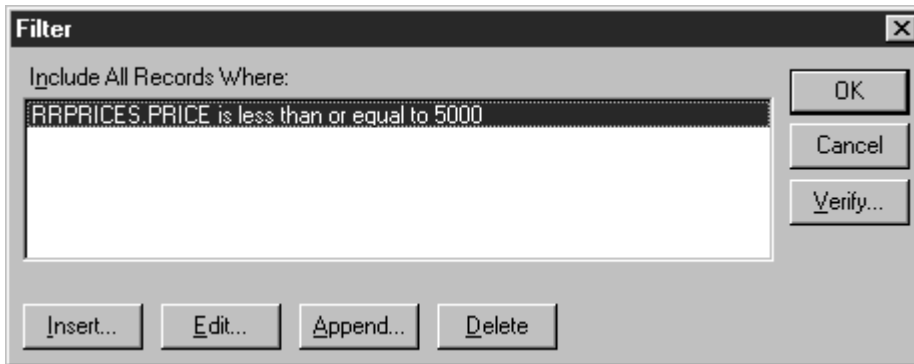 Filter
Include All Records Where:
RRPRICES.PRICE is less than or equal to 5000
OK
Cancel
Verify...
Insert... Edit... Append... Delete